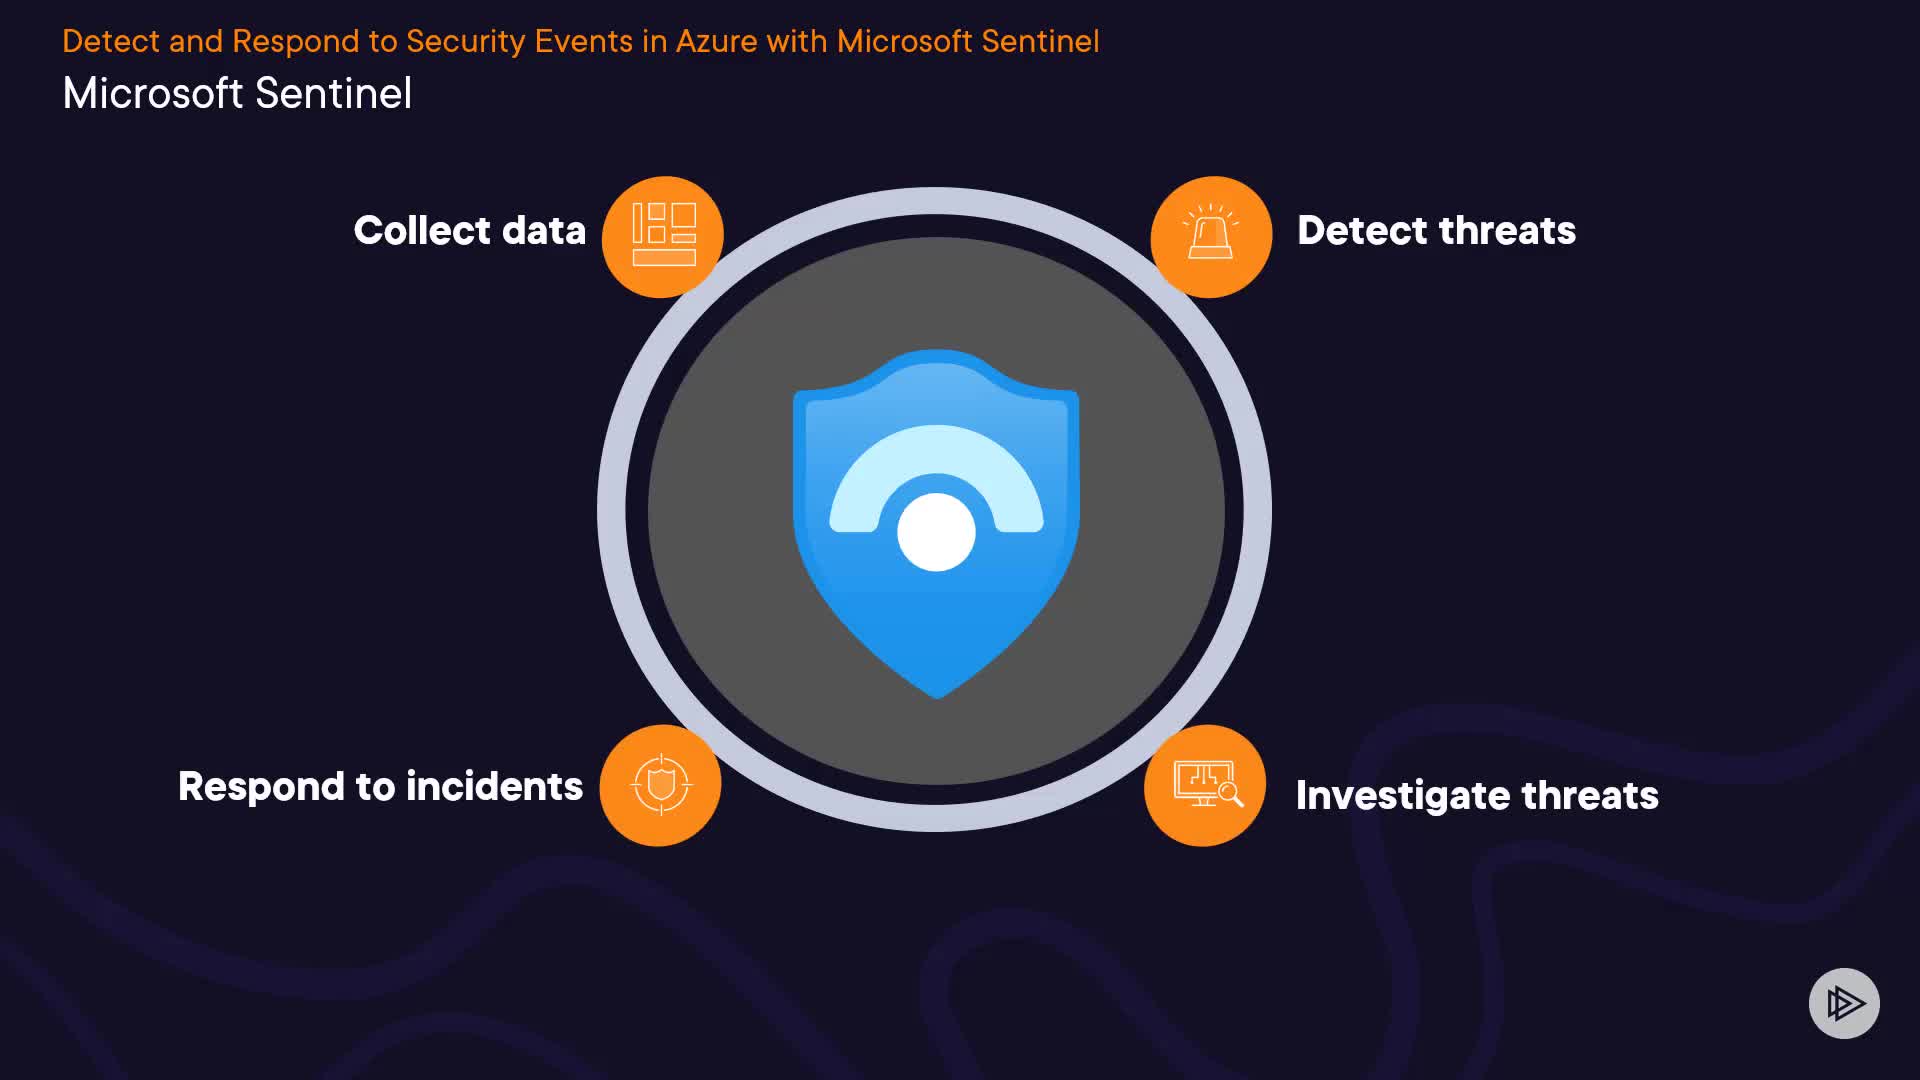 Detect and Respond to Security Events in Azure with Microsoft Sentinel
Microsoft Sentinel
Collect data
Detect threats
Respond to incidents
Investigate threats